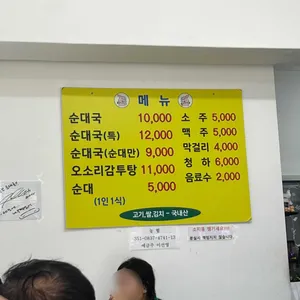 메뉴
순대국 10,000
순대국(특) 12,000
순대국(순대만) 9,000
오소리감투탕 11,000
순대 5,000
(1인 1식)
소주 5,000
맥주 5,000
막걸리 4,000
청하 6,000
음료수 2,000
고기,쌀,김치 - 국내산